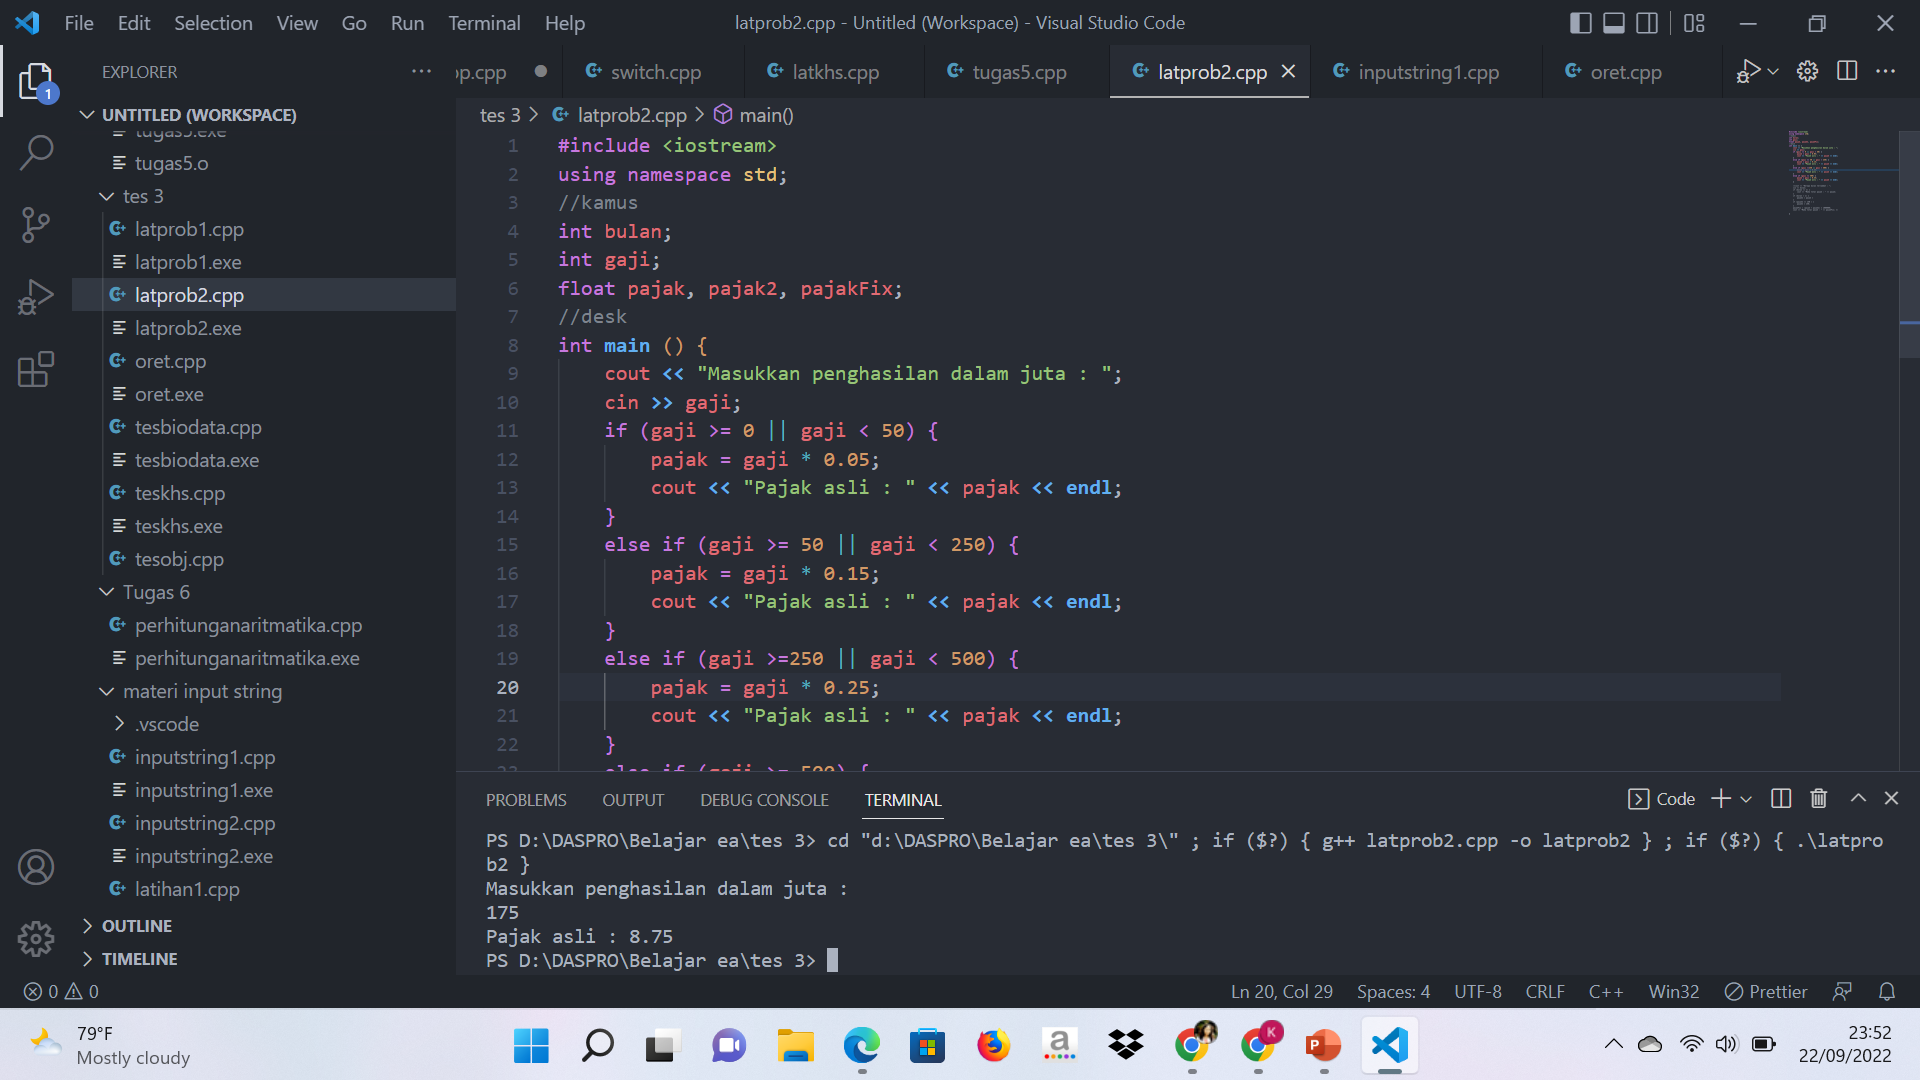 File Edit Selection View Go Run Terminal Help
latprob2.cpp - Untitled (Workspace) - Visual Studio Code
EXPLORER
1
UNTITLED (WORKSPACE)
tugas5.exe
tugas5.o
tes 3
latprob1.cpp
latprob1.exe
latprob2.cpp
latprob2.exe
oret.cpp
oret.exe
tesbiodata.cpp
tesbiodata.exe
teskhs.cpp
teskhs.exe
tesobj.cpp
Tugas 6
perhitunganaritmatika.cpp
perhitunganaritmatika.exe
materi input string
.vscode
inputstring1.cpp
inputstring1.exe
inputstring2.cpp
inputstring2.exe
latihan1.cpp
OUTLINE
TIMELINE
op.cpp switch.cpp latkhs.cpp tugas5.cpp latprob2.cpp inputstring1.cpp oret.cpp
tes 3 > latprob2.cpp > main()
1 #include <iostream>
2 using namespace std;
3 //kamus
4 int bulan;
5 int gaji;
6 float pajak, pajak2, pajakFix;
7 //desk
8 int main () {
9 cout << "Masukkan penghasilan dalam juta : ";
10 cin >> gaji;
11 if (gaji >= 0 || gaji < 50) {
12 pajak = gaji * 0.05;
13 cout << "Pajak asli : " << pajak << endl;
14 }
15 else if (gaji >= 50 || gaji < 250) {
16 pajak = gaji * 0.15;
17 cout << "Pajak asli : " << pajak << endl;
18 }
19 else if (gaji >=250 || gaji < 500) {
20 pajak = gaji * 0.25;
21 cout << "Pajak asli : " << pajak << endl;
22 }
23 else if (gaji >= 500) {
PROBLEMS OUTPUT DEBUG CONSOLE TERMINAL
Code
PS D:\DASPRO\Belajar ea\tes 3> cd "d:\DASPRO\Belajar ea\tes 3\" ; if ($?) { g++ latprob2.cpp -o latprob2 } ; if ($?) { .\latpro
b2 }
Masukkan penghasilan dalam juta :
175
Pajak asli : 8.75
PS D:\DASPRO\Belajar ea\tes 3>
0 0
Ln 20, Col 29 Spaces: 4 UTF-8 CRLF C++ Win32 Prettier
79°F
Mostly cloudy
a
K
P
23:52
22/09/2022